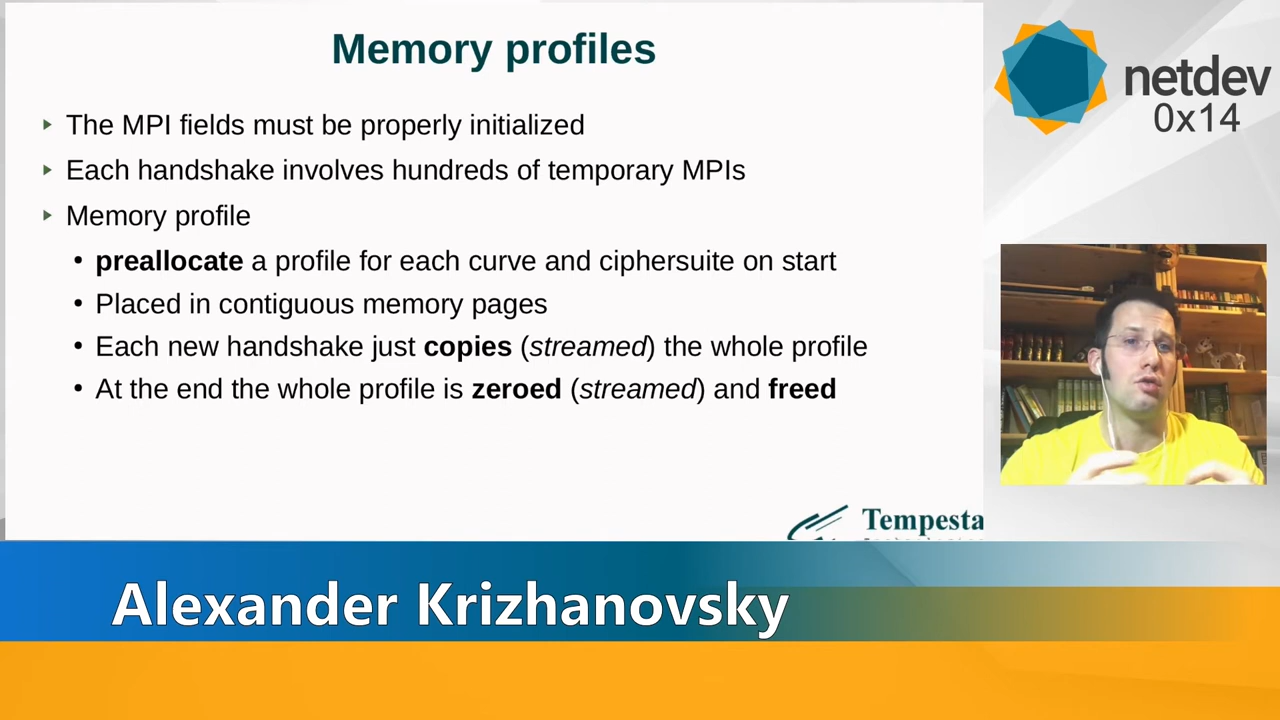 Memory profiles
The MPI fields must be properly initialized
Each handshake involves hundreds of temporary MPIs
Memory profile
preallocate a profile for each curve and ciphersuite on start
Placed in contiguous memory pages
Each new handshake just copies (streamed) the whole profile
At the end the whole profile is zeroed (streamed) and freed
Tempesta
netdev
0x14
Alexander Krizhanovsky